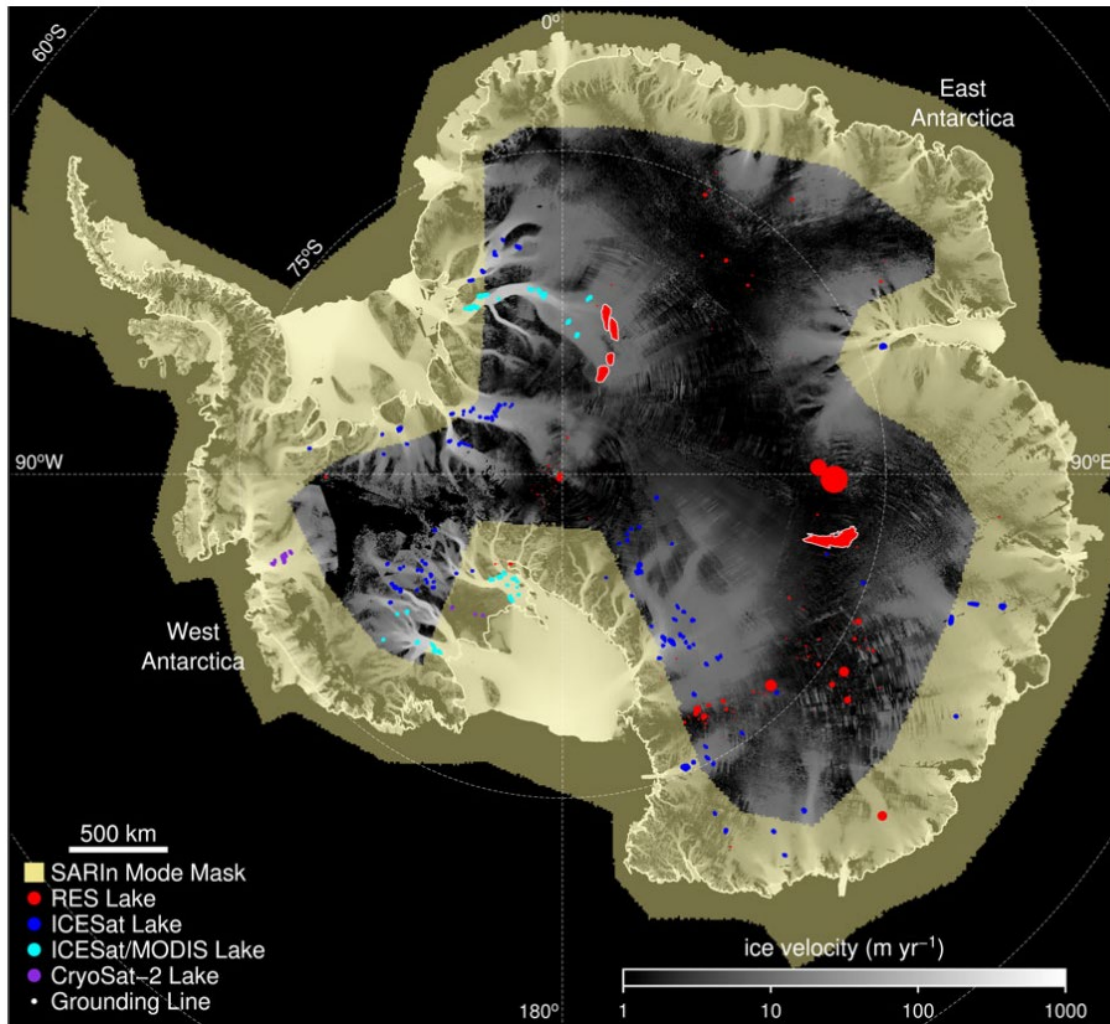 60°S
0°
East
Antarctica
75°S
90°W
90°E
West
Antarctica
500 km
SARIn Mode Mask
RES Lake
ICESat Lake
ICESat/MODIS Lake
CryoSat-2 Lake
Grounding Line
180°
ice velocity (m yr⁻¹)
1 10 100 1000